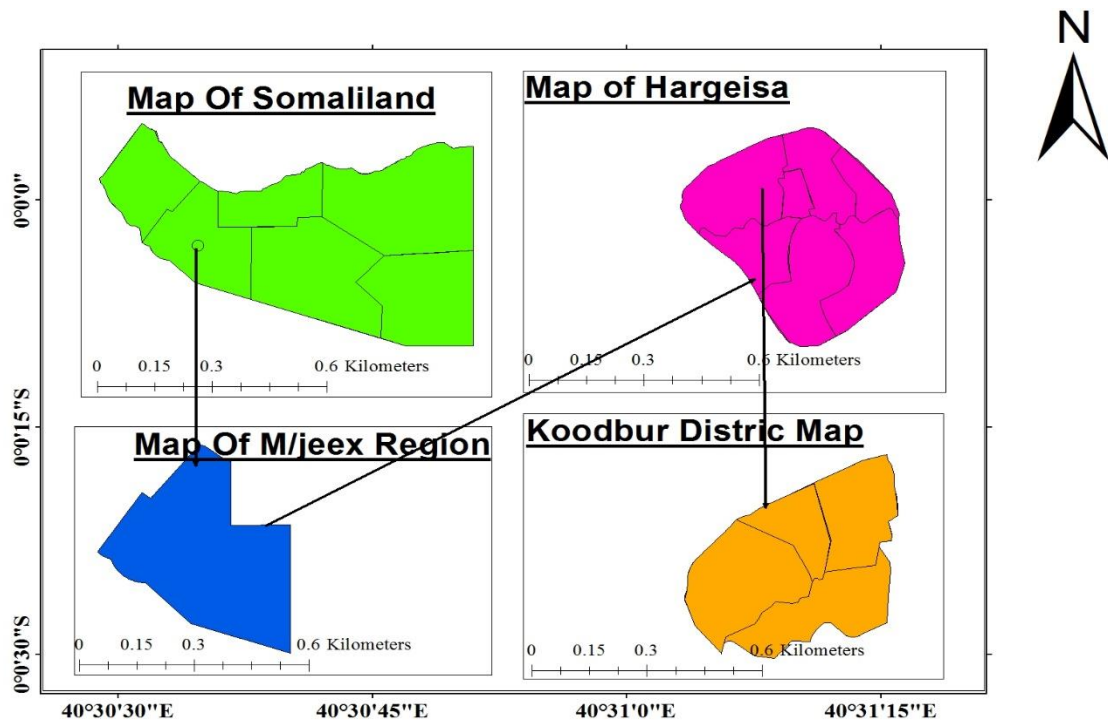 N
Map Of Somaliland
0 0.15 0.3 0.6 Kilometers
Map of Hargeisa
0 0.15 0.3 0.6 Kilometers
Map Of M/jeex Region
0 0.15 0.3 0.6 Kilometers
Koodbur Distric Map
0 0.15 0.3 0.6 Kilometers
0°0'0"
0°0'15"S
0°0'30"S
40°30'30"E 40°30'45"E 40°31'0"E 40°31'15"E